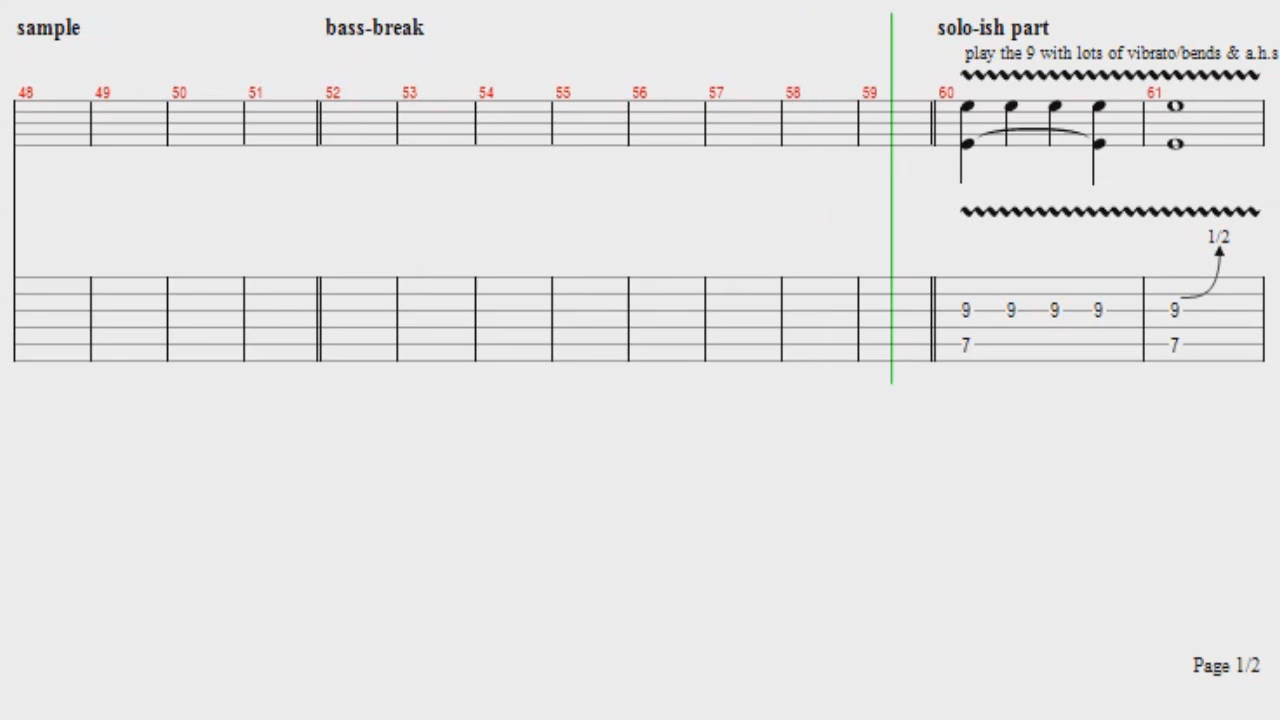 sample bass-break solo-ish part
play the 9 with lots of vibrato/bends & a.h.s
48 49 50 51 52 53 54 55 56 57 58 59 60 61
1/2
9 9 9 9 9
7 7
Page 1/2